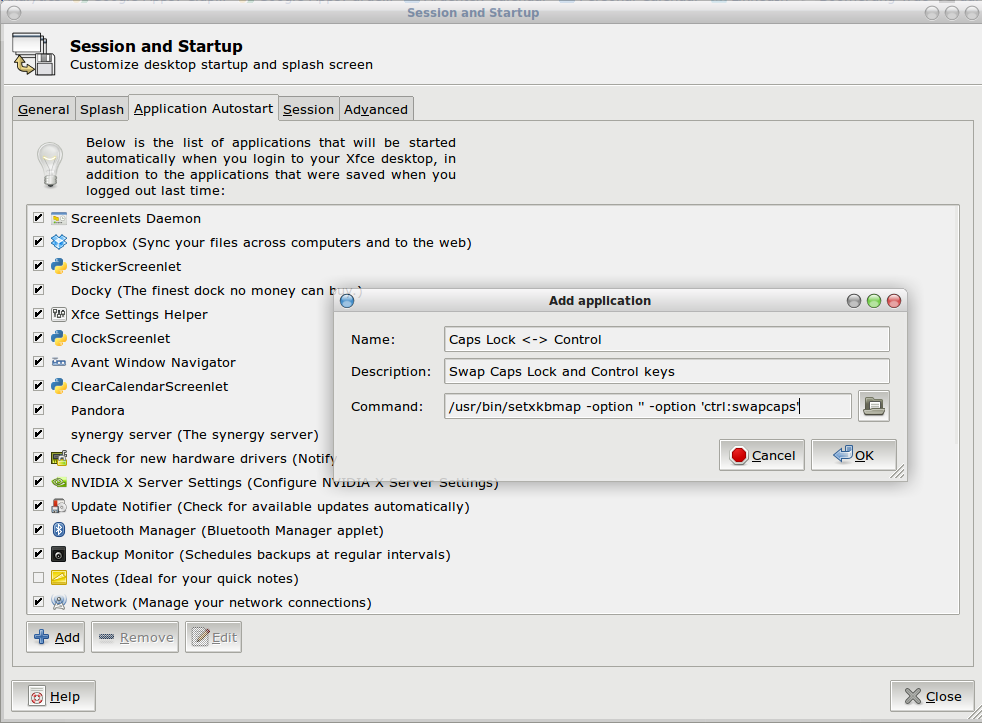 Session and Startup
Session and Startup
Customize desktop startup and splash screen
General Splash Application Autostart Session Advanced
Below is the list of applications that will be started
automatically when you login to your Xfce desktop, in
addition to the applications that were saved when you
logged out last time:
Screenlets Daemon
Dropbox (Sync your files across computers and to the web)
StickerScreenlet
Docky (The finest dock no money can buy.)
Xfce Settings Helper
ClockScreenlet
Avant Window Navigator
ClearCalendarScreenlet
Pandora
synergy server (The synergy server)
Check for new hardware drivers (Notify
NVIDIA X Server Settings (Configure NVIDIA X Server Settings)
Update Notifier (Check for available updates automatically)
Bluetooth Manager (Bluetooth Manager applet)
Backup Monitor (Schedules backups at regular intervals)
Notes (Ideal for your quick notes)
Network (Manage your network connections)
Add Remove Edit
Help Close
Add application
Name: Caps Lock <-> Control
Description: Swap Caps Lock and Control keys
Command: /usr/bin/setxkbmap -option '' -option 'ctrl:swapcaps'
Cancel OK